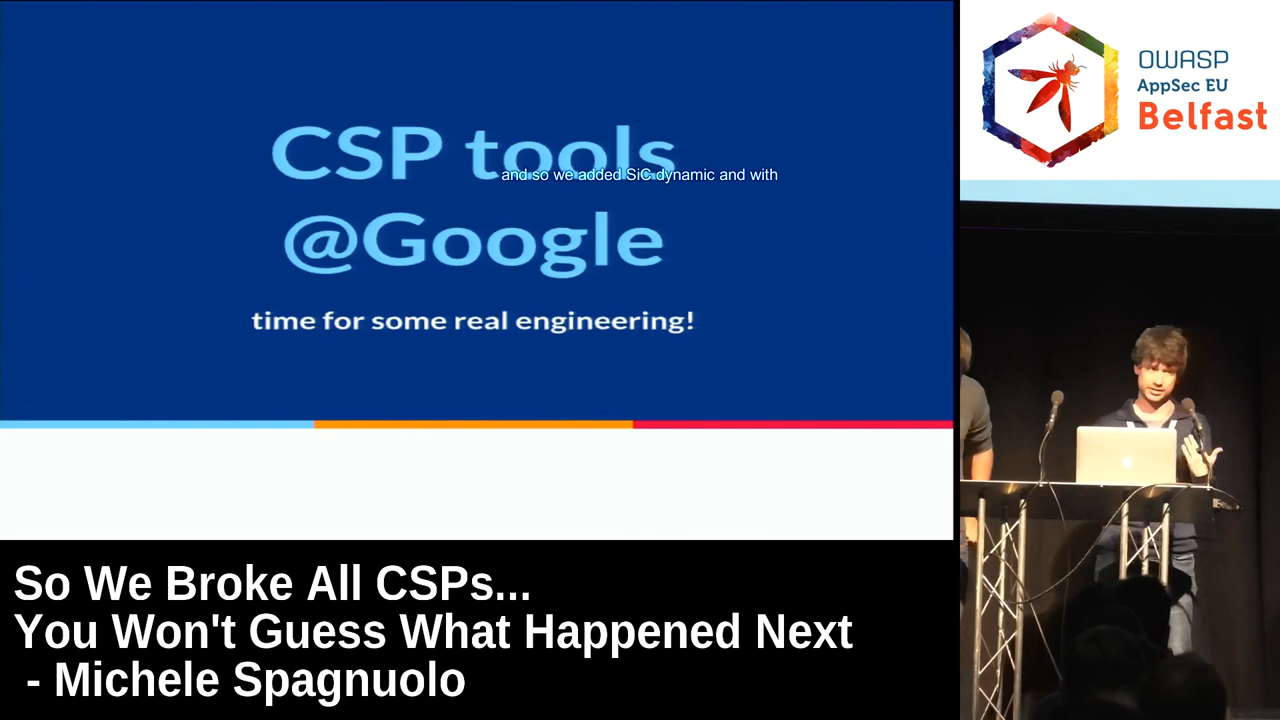 CSP tools
and so we added SiC dynamic and with
@Google
time for some real engineering!
OWASP
AppSec EU
Belfast
So We Broke All CSPs...
You Won't Guess What Happened Next
- Michele Spagnuolo